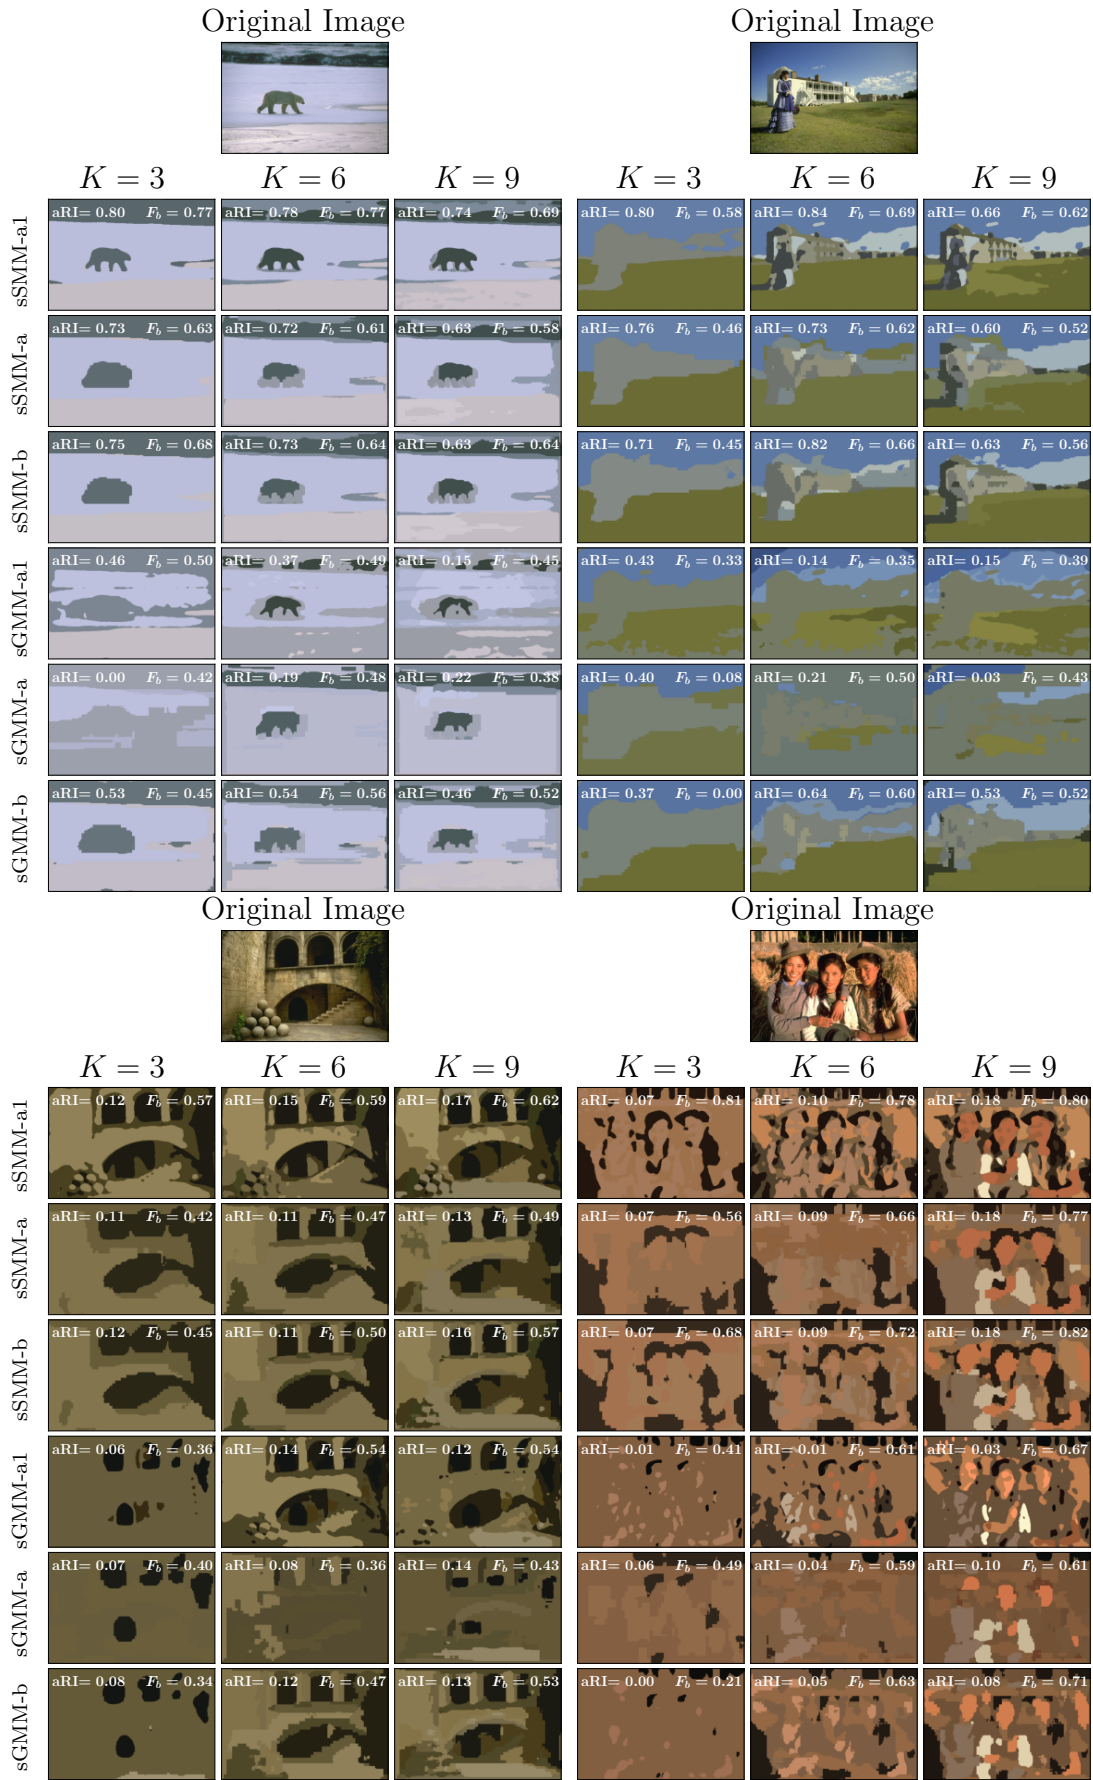 Original Image Original Image
K = 3 K = 6 K = 9 K = 3 K = 6 K = 9
sSMM-a1 aRI= 0.80 F_b = 0.77 aRI= 0.78 F_b = 0.77 aRI= 0.74 F_b = 0.69 aRI= 0.80 F_b = 0.58 aRI= 0.84 F_b = 0.69 aRI= 0.66 F_b = 0.62
sSMM-a aRI= 0.73 F_b = 0.63 aRI= 0.72 F_b = 0.61 aRI= 0.63 F_b = 0.58 aRI= 0.76 F_b = 0.46 aRI= 0.73 F_b = 0.62 aRI= 0.60 F_b = 0.52
sSMM-b aRI= 0.75 F_b = 0.68 aRI= 0.73 F_b = 0.64 aRI= 0.63 F_b = 0.64 aRI= 0.71 F_b = 0.45 aRI= 0.82 F_b = 0.66 aRI= 0.63 F_b = 0.56
sGMM-a1 aRI= 0.46 F_b = 0.50 aRI= 0.37 F_b = 0.49 aRI= 0.15 F_b = 0.45 aRI= 0.43 F_b = 0.33 aRI= 0.14 F_b = 0.35 aRI= 0.15 F_b = 0.39
sGMM-a aRI= 0.00 F_b = 0.42 aRI= 0.19 F_b = 0.48 aRI= 0.22 F_b = 0.38 aRI= 0.40 F_b = 0.08 aRI= 0.21 F_b = 0.50 aRI= 0.03 F_b = 0.43
sGMM-b aRI= 0.53 F_b = 0.45 aRI= 0.54 F_b = 0.56 aRI= 0.46 F_b = 0.52 aRI= 0.37 F_b = 0.00 aRI= 0.64 F_b = 0.60 aRI= 0.53 F_b = 0.52
Original Image Original Image
K = 3 K = 6 K = 9 K = 3 K = 6 K = 9
sSMM-a1 aRI= 0.12 F_b = 0.57 aRI= 0.15 F_b = 0.59 aRI= 0.17 F_b = 0.62 aRI= 0.07 F_b = 0.81 aRI= 0.10 F_b = 0.78 aRI= 0.18 F_b = 0.80
sSMM-a aRI= 0.11 F_b = 0.42 aRI= 0.11 F_b = 0.47 aRI= 0.13 F_b = 0.49 aRI= 0.07 F_b = 0.56 aRI= 0.09 F_b = 0.66 aRI= 0.18 F_b = 0.77
sSMM-b aRI= 0.12 F_b = 0.45 aRI= 0.11 F_b = 0.50 aRI= 0.16 F_b = 0.57 aRI= 0.07 F_b = 0.68 aRI= 0.09 F_b = 0.72 aRI= 0.18 F_b = 0.82
sGMM-a1 aRI= 0.06 F_b = 0.36 aRI= 0.14 F_b = 0.54 aRI= 0.12 F_b = 0.54 aRI= 0.01 F_b = 0.41 aRI= 0.01 F_b = 0.61 aRI= 0.03 F_b = 0.67
sGMM-a aRI= 0.07 F_b = 0.40 aRI= 0.08 F_b = 0.36 aRI= 0.14 F_b = 0.43 aRI= 0.06 F_b = 0.49 aRI= 0.04 F_b = 0.59 aRI= 0.10 F_b = 0.61
sGMM-b aRI= 0.08 F_b = 0.34 aRI= 0.12 F_b = 0.47 aRI= 0.13 F_b = 0.53 aRI= 0.00 F_b = 0.21 aRI= 0.05 F_b = 0.63 aRI= 0.08 F_b = 0.71